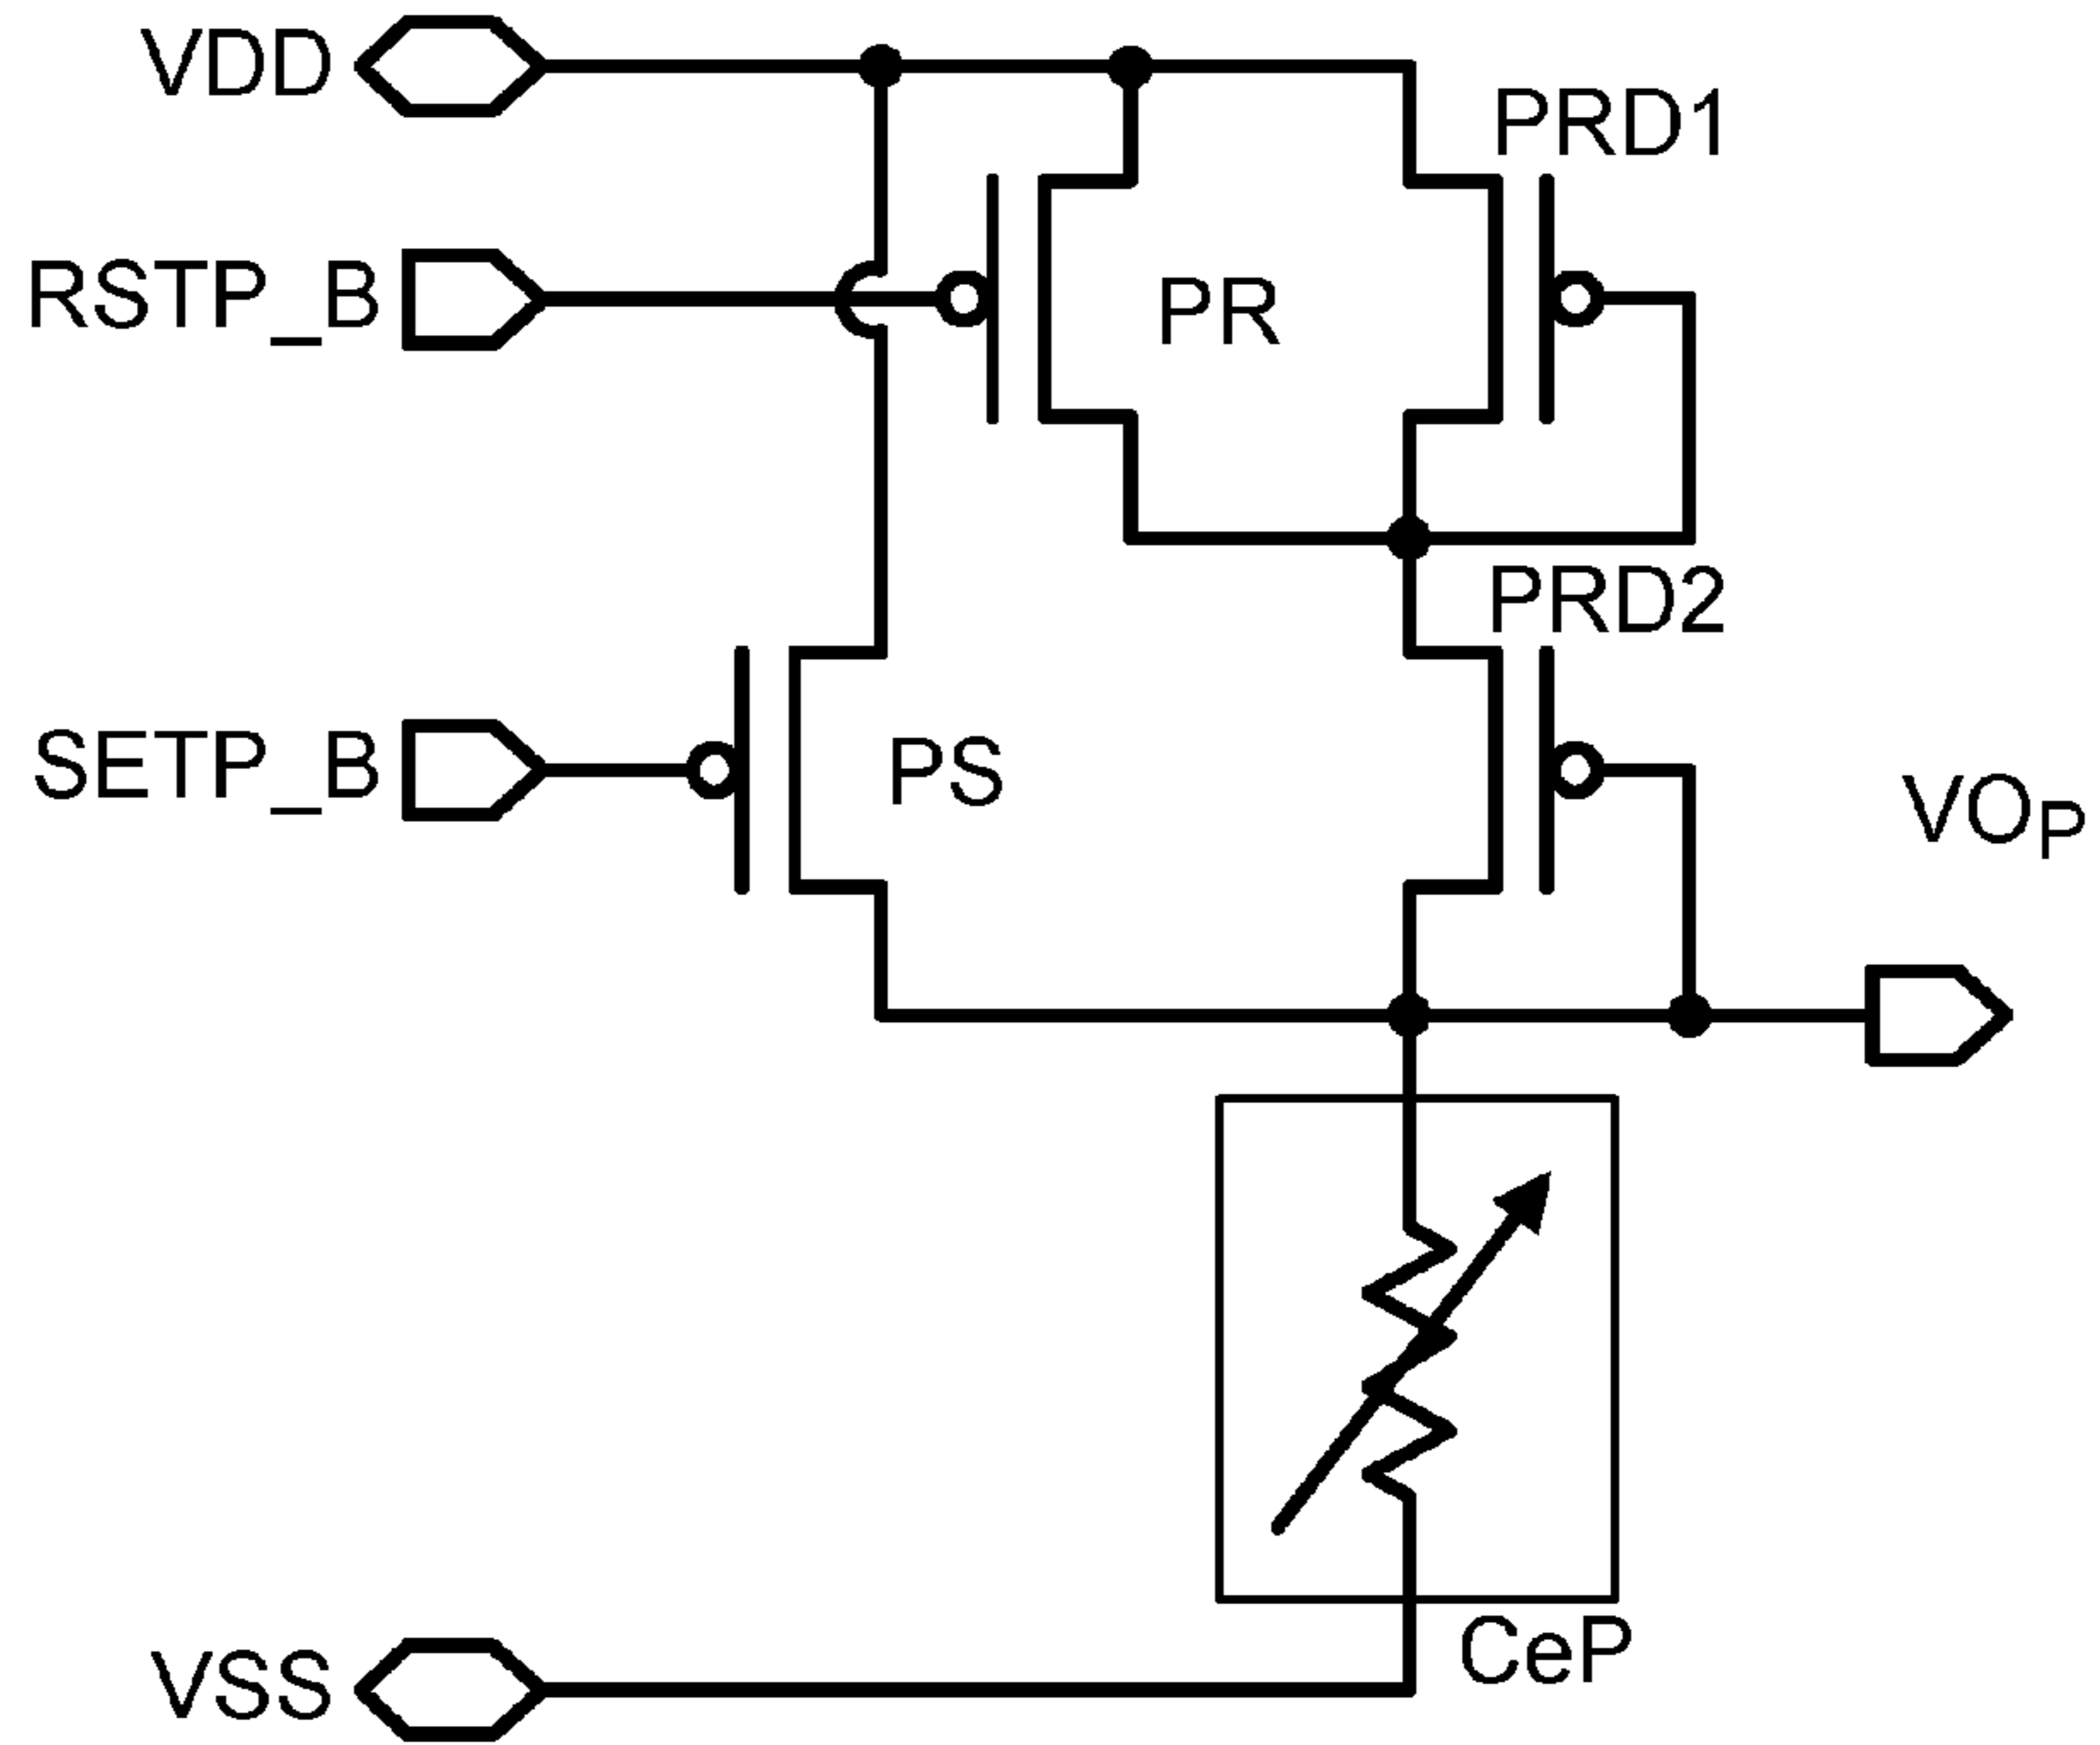 VDD
PRD1
RSTP_B
PR
PRD2
SETP_B
PS
VOP
CeP
VSS